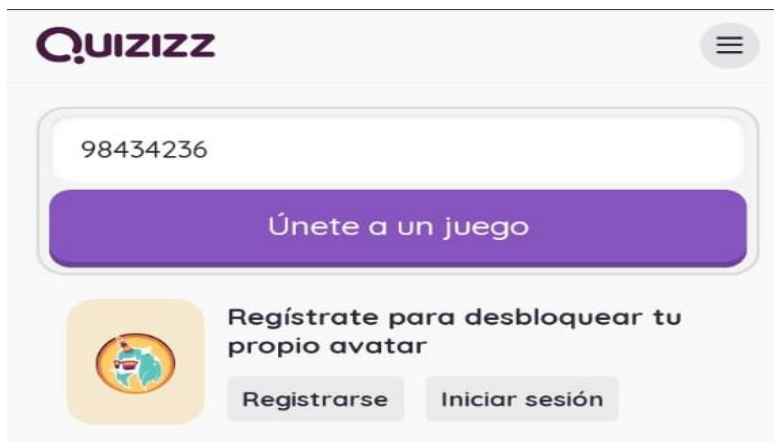 Quizizz
98434236
Únete a un juego
Regístrate para desbloquear tu
propio avatar
Registrarse
Iniciar sesión